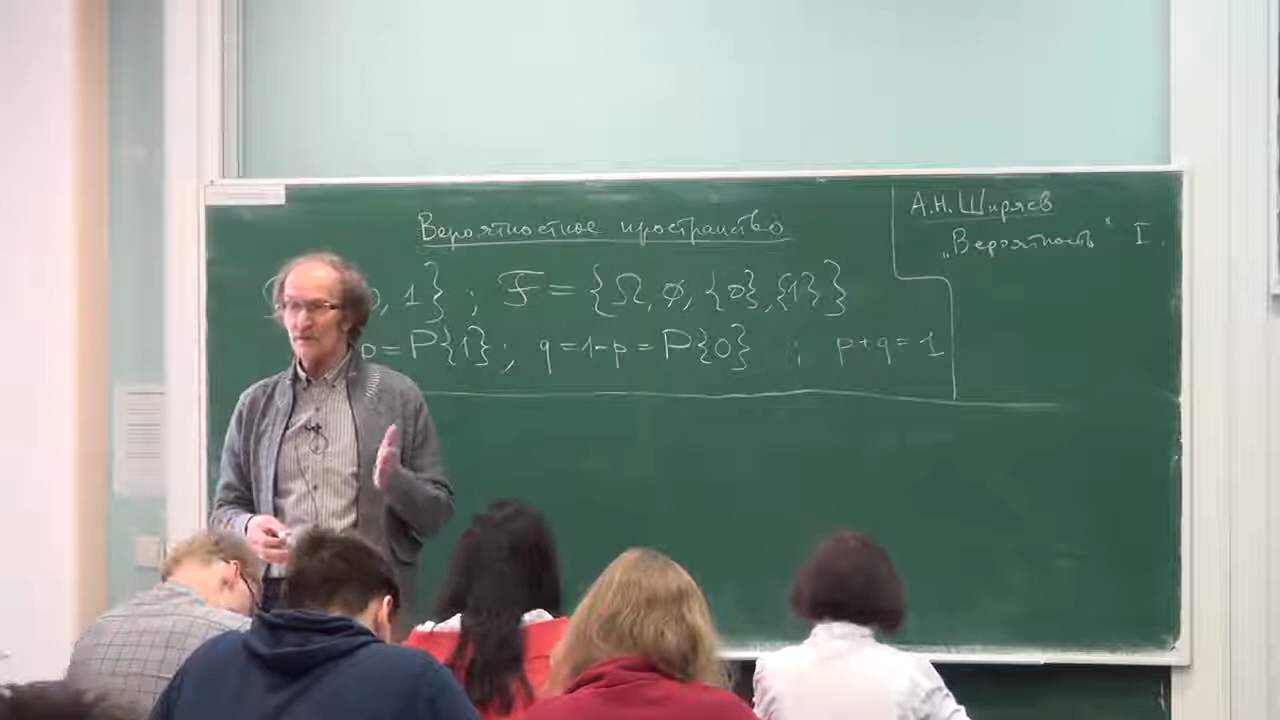 Вероятностное пространство
, 1} ; F = {Ω, ∅, {0}, {1}}
p = P{1} ; q = 1-p = P{0} ; p+q = 1
А.Н. Ширяев
„Вероятность“ I.